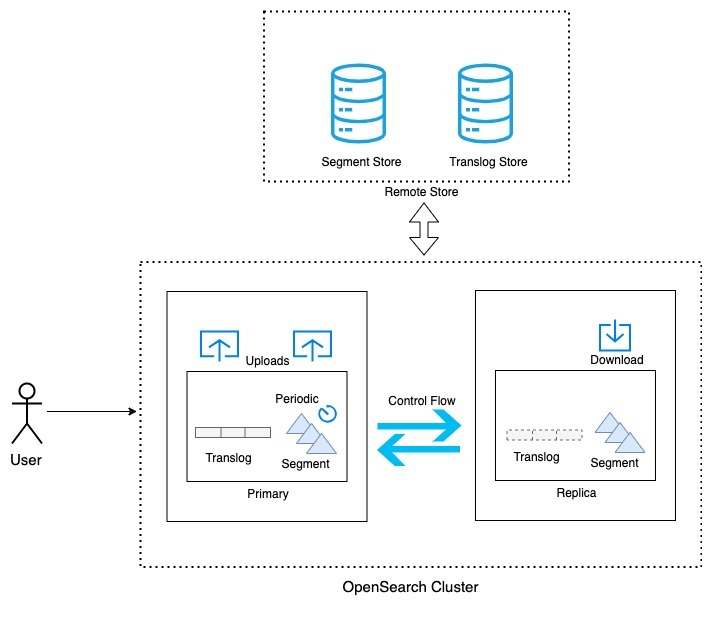 Segment Store
Translog Store
Remote Store
Uploads
Download
Periodic
Control Flow
Translog
Segment
Translog
Segment
User
Primary
Replica
OpenSearch Cluster